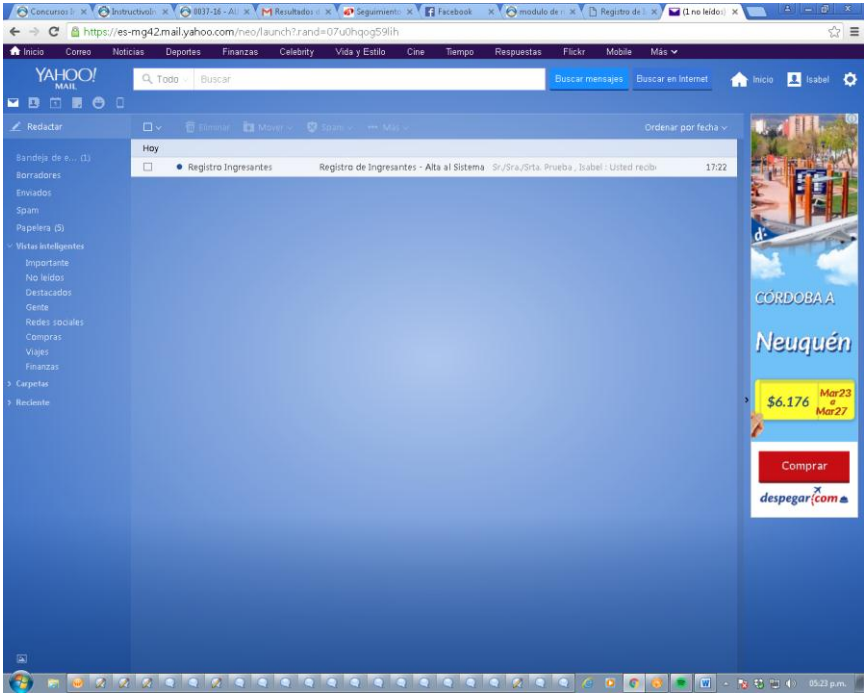 Concursos
Instructivo
0037-16 - Al
Resultados
Seguimiento
Facebook
modulo de
Registro de
(1 no leídos)
https://es-mg42.mail.yahoo.com/neo/launch?.rand=07u0hqog59lih
Inicio Correo Noticias Deportes Finanzas Celebrity Vida y Estilo Cine Tiempo Respuestas Flickr Mobile Más
YAHOO!
MAIL
Todo Buscar Buscar mensajes Buscar en Internet Inicio Isabel
Redactar
Eliminar Mover Spam Más Ordenar por fecha
Hoy
Registro Ingresantes Registro de Ingresantes - Alta al Sistema Sr./Sra./Srta. Prueba , Isabel : Usted recib 17:22
Bandeja de e... (1)
Borradores
Enviados
Spam
Papelera (5)
Vistas inteligentes
Importante
No leídos
Destacados
Gente
Redes sociales
Compras
Viajes
Finanzas
Carpetas
Reciente
d:
CÓRDOBA A
Neuquén
$6.176
Mar23
a
Mar27
Comprar
despegar.com
05:23 p.m.